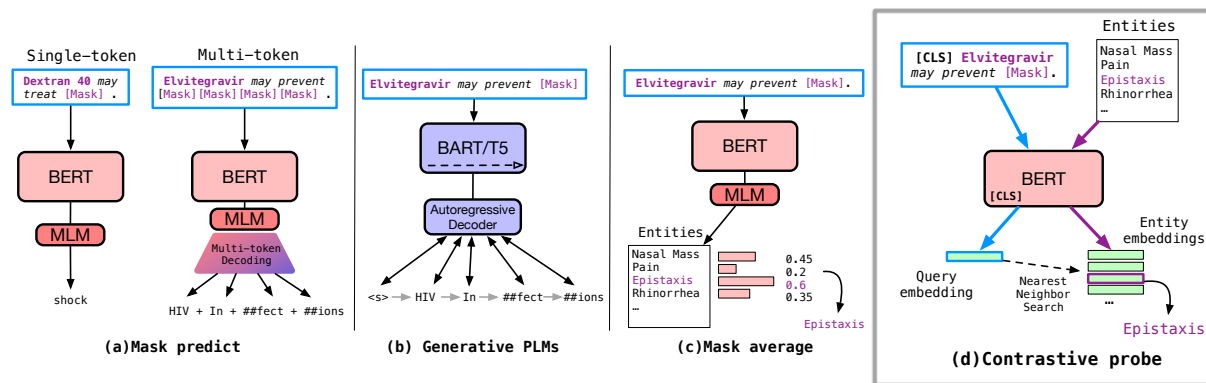 Single-token
Dextran 40 may
treat [Mask] .
BERT
MLM
shock
Multi-token
Elvitegravir may prevent
[Mask][Mask][Mask][Mask] .
BERT
MLM
Multi-token
Decoding
HIV + In + ##fect + ##ions
(a)Mask predict
Elvitegravir may prevent [Mask]
BART/T5
Autoregressive
Decoder
<s> HIV In ##fect ##ions
(b) Generative PLMs
Elvitegravir may prevent [Mask].
BERT
MLM
Entities
Nasal Mass
Pain
Epistaxis
Rhinorrhea
…
0.45
0.2
0.6
0.35
Epistaxis
(c)Mask average
[CLS] Elvitegravir
may prevent [Mask].
Entities
Nasal Mass
Pain
Epistaxis
Rhinorrhea
…
BERT
[CLS]
Query
embedding
Nearest
Neighbor
Search
Entity
embeddings
…
Epistaxis
(d)Contrastive probe